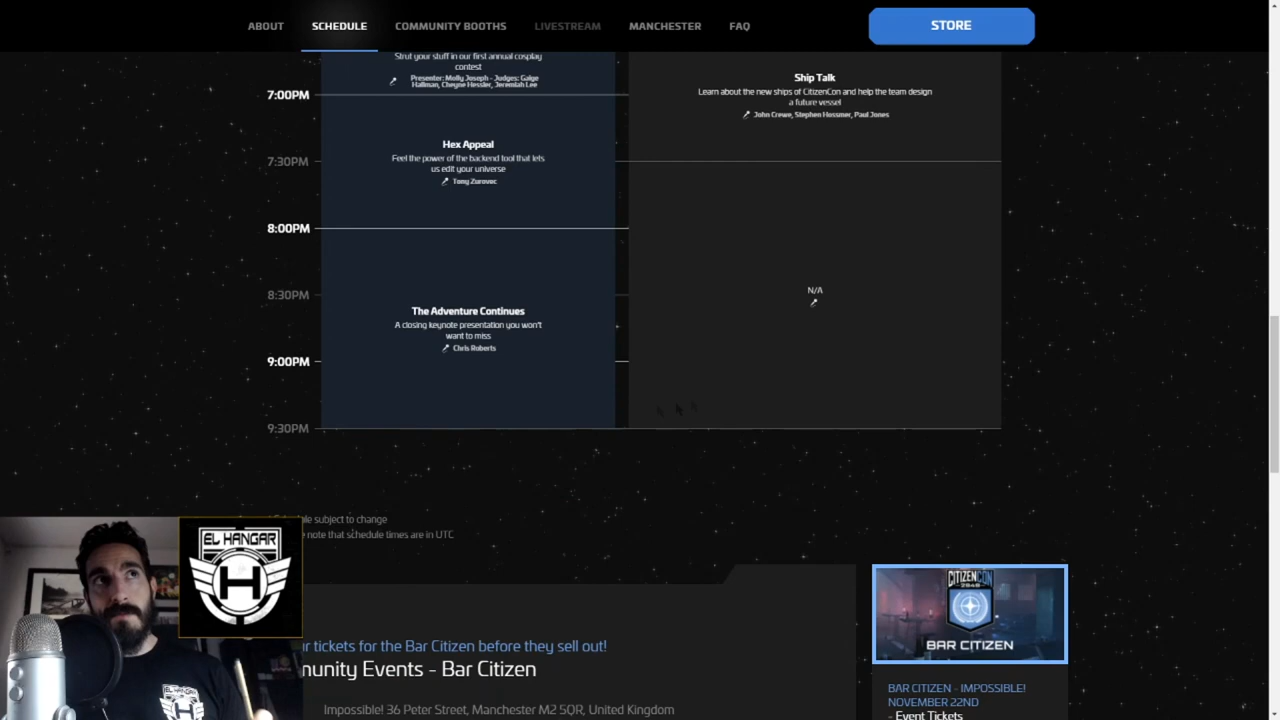 ABOUT SCHEDULE COMMUNITY BOOTHS LIVESTREAM MANCHESTER FAQ STORE
Strut your stuff in our first annual cosplay
contest
Presenter: Molly Joseph - Judges: Gaige
Hallman, Cheyne Hessler, Jeremiah Lee
Ship Talk
Learn about the new ships of CitizenCon and help the team design
a future vessel
John Crewe, Stephen Hosmer, Paul Jones
7:00PM
Hex Appeal
Feel the power of the backend tool that lets
us edit your universe
Tony Zurovec
7:30PM
8:00PM
8:30PM
N/A
The Adventure Continues
A closing keynote presentation you won't
want to miss
Chris Roberts
9:00PM
9:30PM
subject to change
note that schedule times are in UTC
EL HANGAR
H
tickets for the Bar Citizen before they sell out!
Events - Bar Citizen
Impossible! 36 Peter Street, Manchester M2 5QR, United Kingdom
CITIZENCON
2949
BAR CITIZEN
BAR CITIZEN - IMPOSSIBLE!
NOVEMBER 22ND
- Event Tickets
EL HANGAR